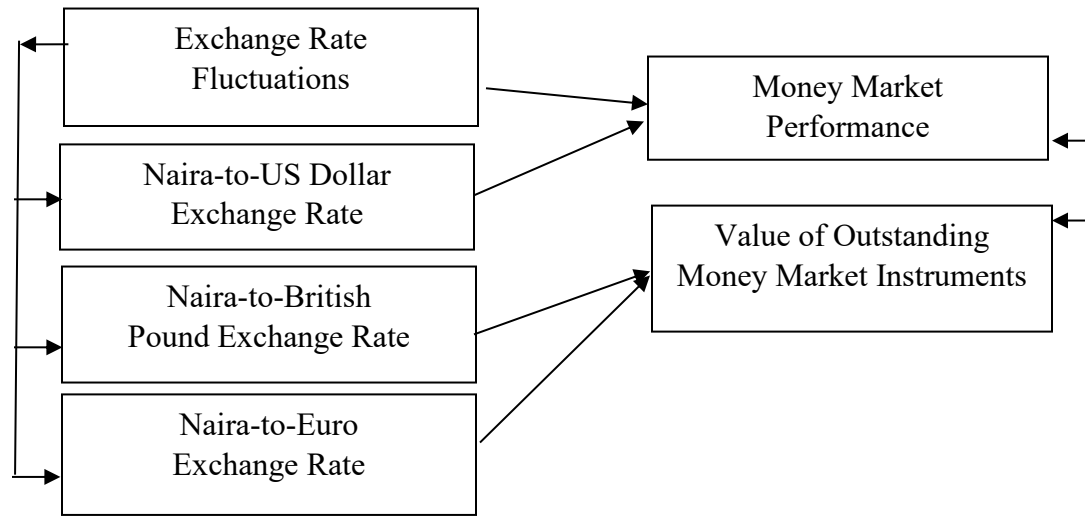 Exchange Rate
Fluctuations
Money Market
Performance
Naira-to-US Dollar
Exchange Rate
Value of Outstanding
Money Market Instruments
Naira-to-British
Pound Exchange Rate
Naira-to-Euro
Exchange Rate